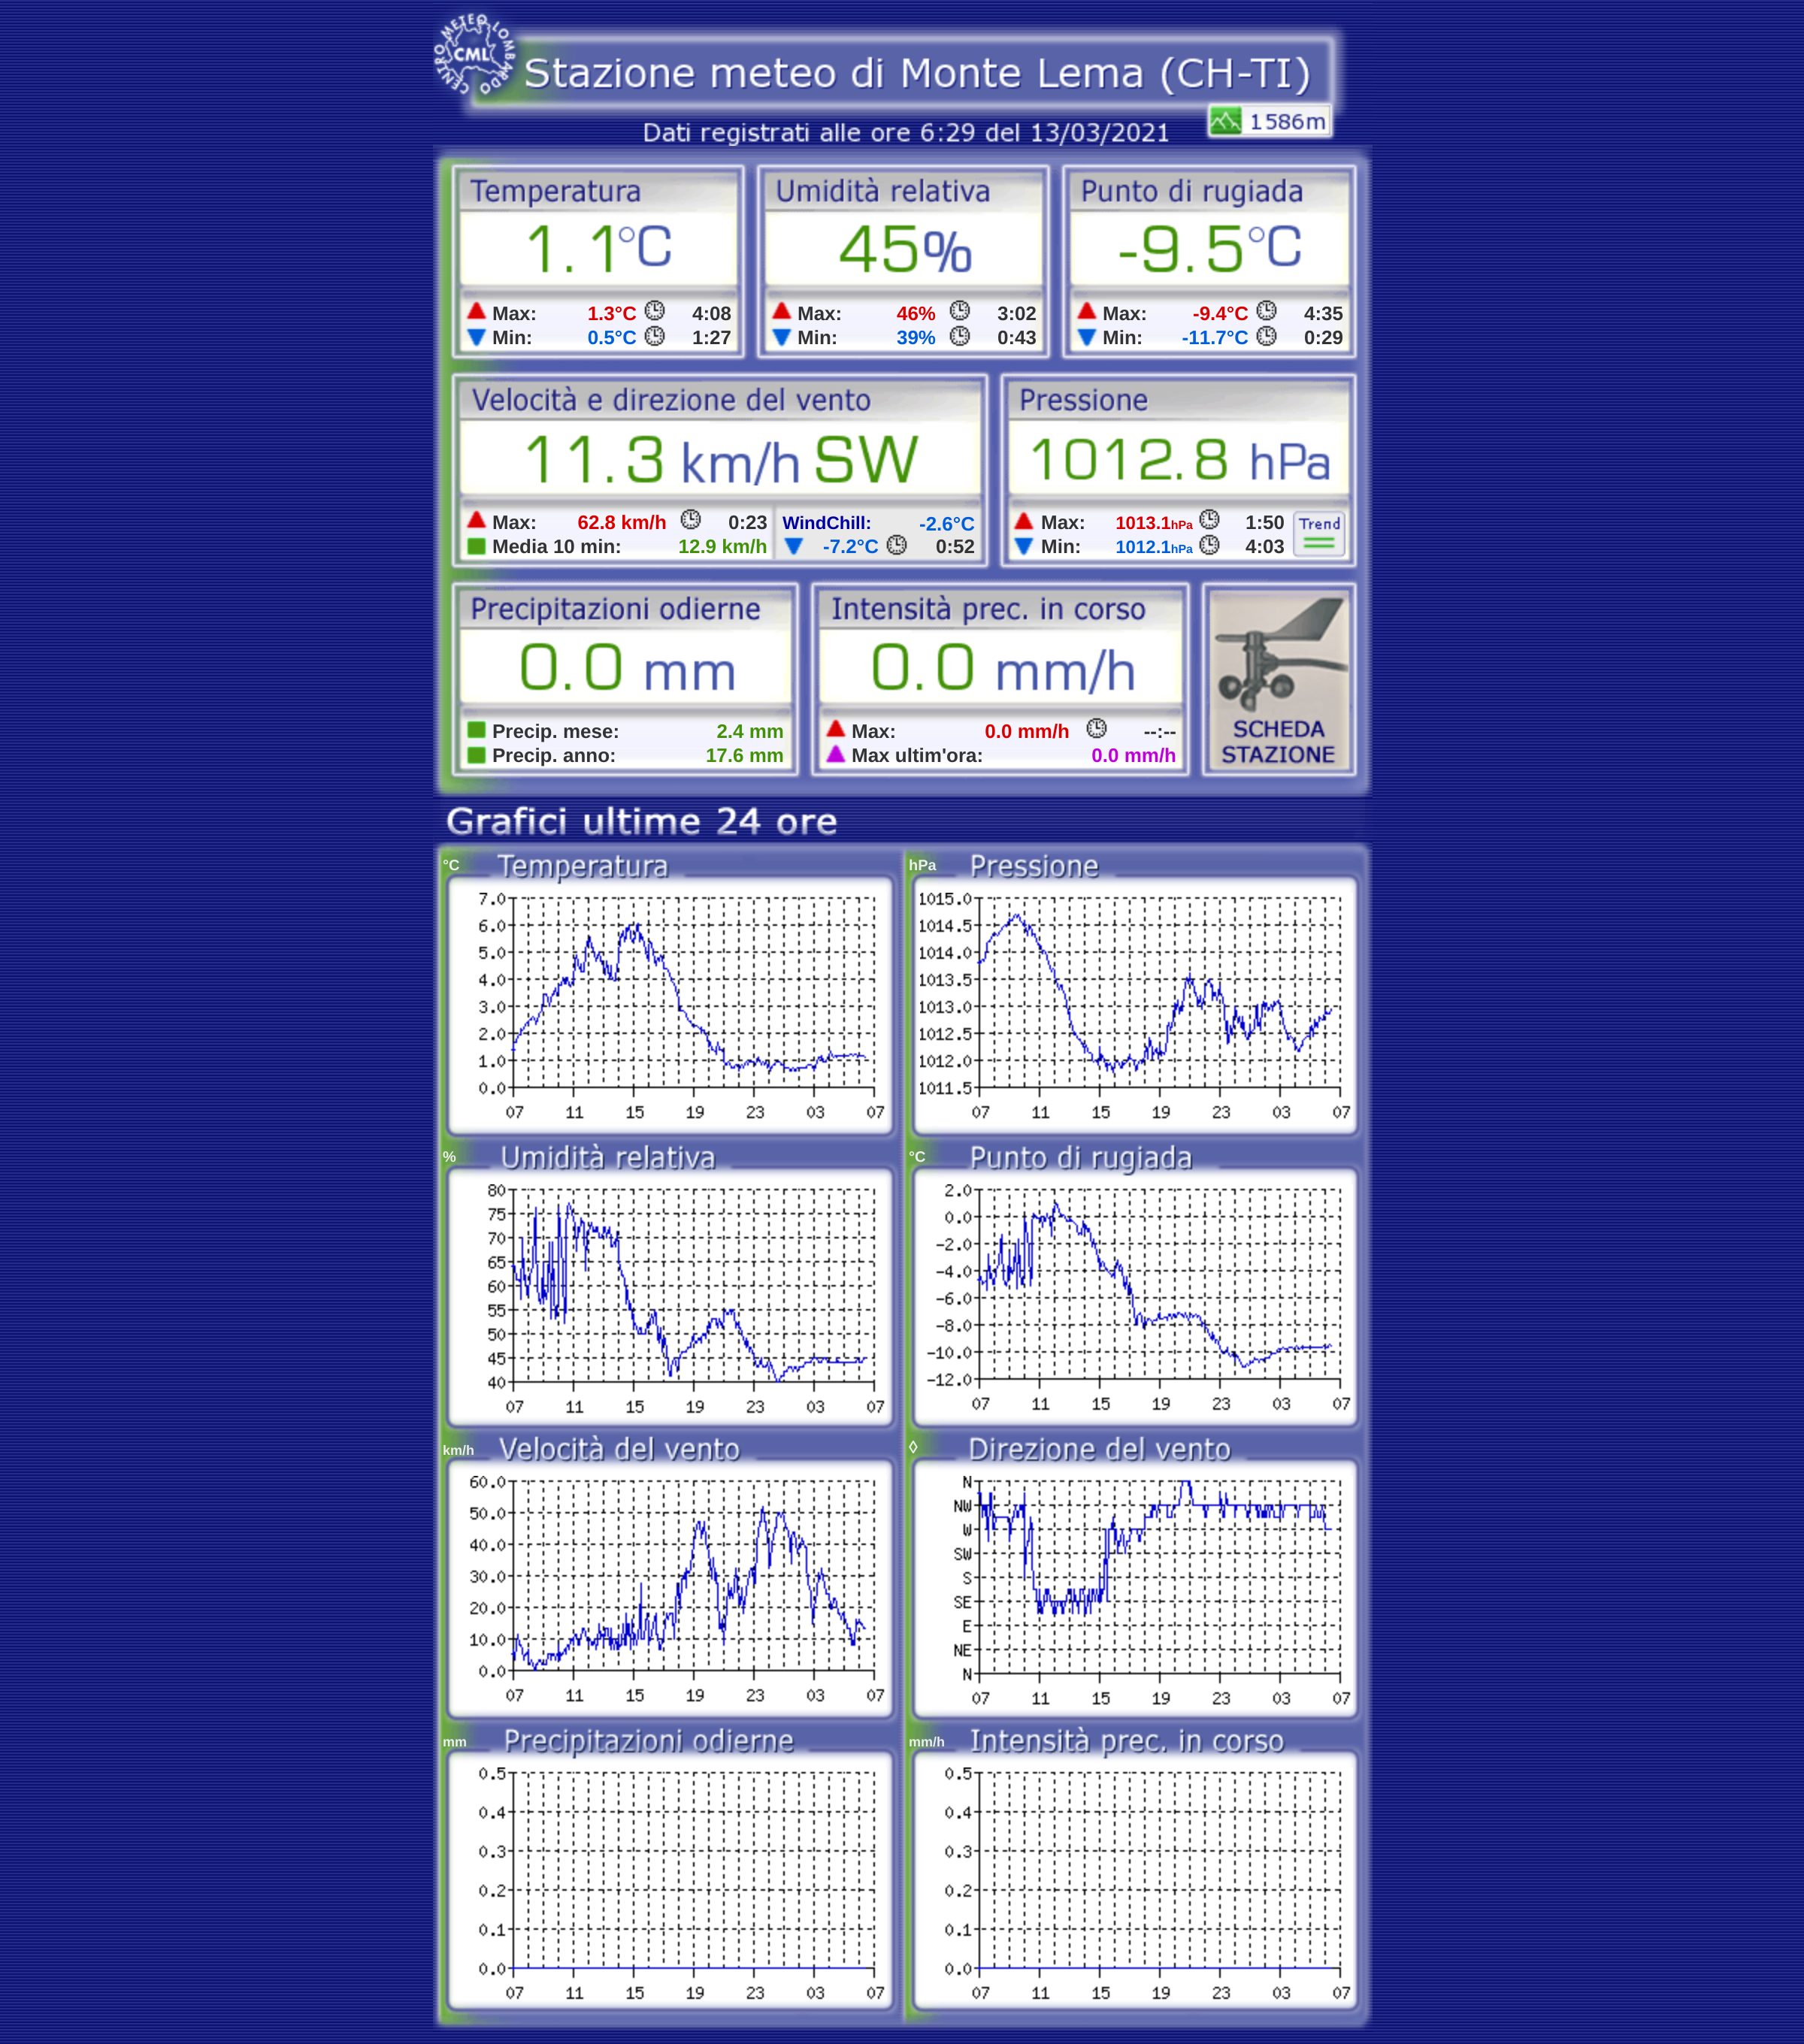 CENTRO METEO LOMBARDO
CML
Stazione meteo di Monte Lema (CH-TI)
1586m
Dati registrati alle ore 6:29 del 13/03/2021
Temperatura Umidità relativa Punto di rugiada
1.1°C 45% -9.5°C
Max: 1.3°C 4:08 Max: 46% 3:02 Max: -9.4°C 4:35
Min: 0.5°C 1:27 Min: 39% 0:43 Min: -11.7°C 0:29
Velocità e direzione del vento Pressione
11.3 km/h SW 1012.8 hPa
Max: 62.8 km/h 0:23 WindChill: -2.6°C Max: 1013.1hPa 1:50 Trend
Media 10 min: 12.9 km/h -7.2°C 0:52 Min: 1012.1hPa 4:03
Precipitazioni odierne Intensità prec. in corso
0.0 mm 0.0 mm/h
Precip. mese: 2.4 mm Max: 0.0 mm/h --:-- SCHEDA
Precip. anno: 17.6 mm Max ultim'ora: 0.0 mm/h STAZIONE
Grafici ultime 24 ore
°C Temperatura hPa Pressione
7.0 1015.0
6.0 1014.5
5.0 1014.0
4.0 1013.5
3.0 1013.0
2.0 1012.5
1.0 1012.0
0.0 1011.5
07 11 15 19 23 03 07 07 11 15 19 23 03 07
% Umidità relativa °C Punto di rugiada
80 2.0
75 0.0
70 -2.0
65 -4.0
60 -6.0
55 -8.0
50 -10.0
45 -12.0
40
07 11 15 19 23 03 07 07 11 15 19 23 03 07
km/h Velocità del vento ◊ Direzione del vento
60.0 N
50.0 NW
40.0 W
30.0 SW
20.0 S
10.0 SE
0.0 E
NE
N
07 11 15 19 23 03 07 07 11 15 19 23 03 07
mm Precipitazioni odierne mm/h Intensità prec. in corso
0.5 0.5
0.4 0.4
0.3 0.3
0.2 0.2
0.1 0.1
0.0 0.0
07 11 15 19 23 03 07 07 11 15 19 23 03 07